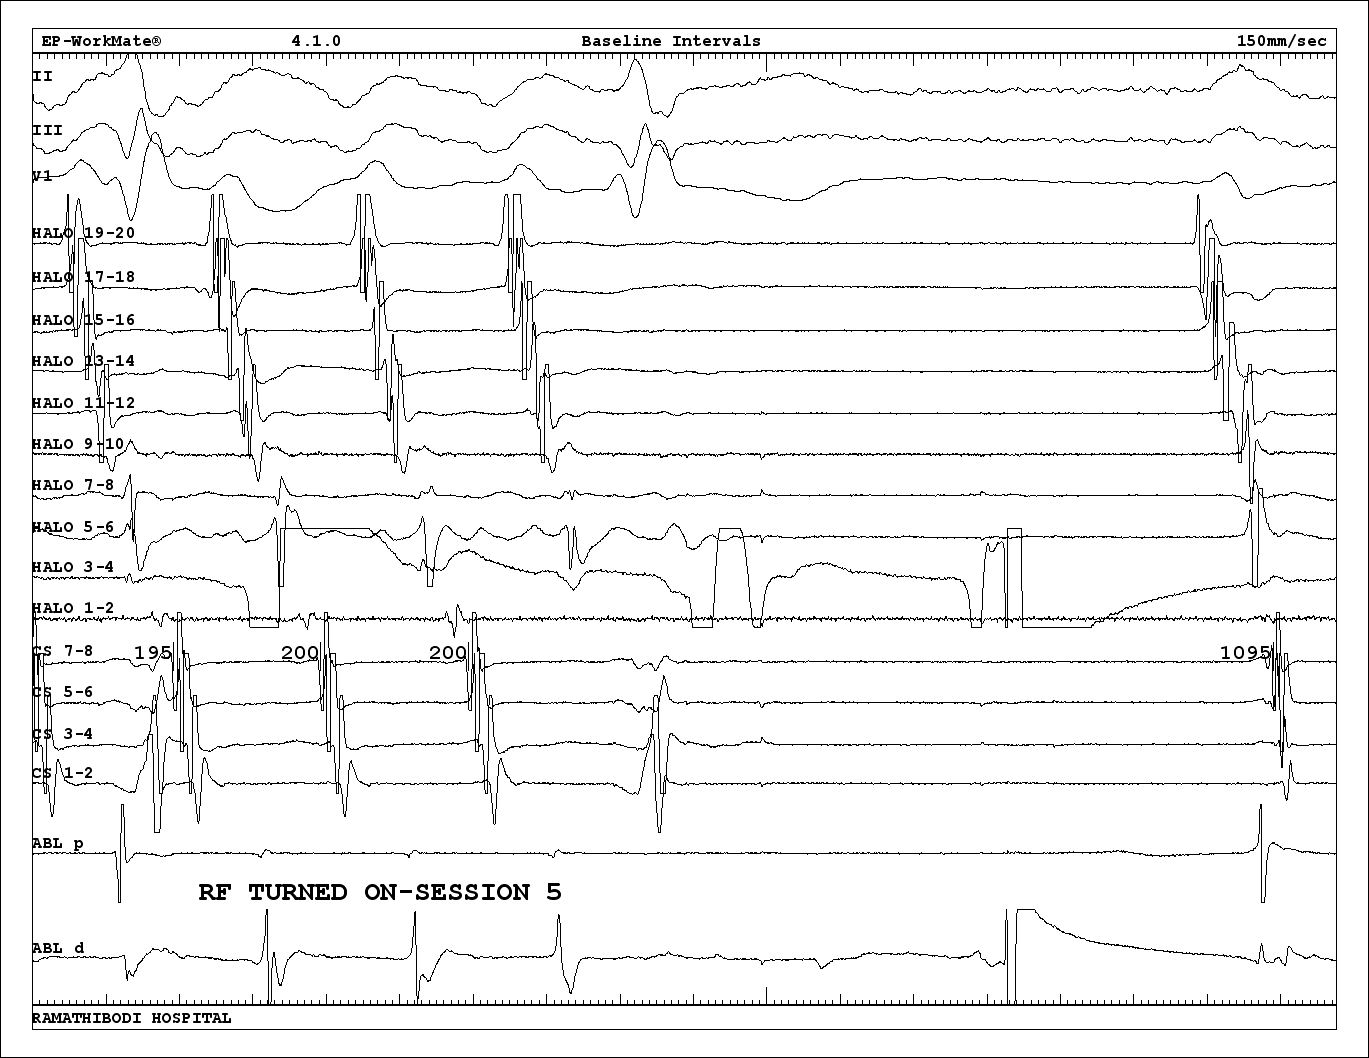 EP-WorkMate® 4.1.0 Baseline Intervals 150mm/sec
II
III
V1
HALO 19-20
HALO 17-18
HALO 15-16
HALO 13-14
HALO 11-12
HALO 9-10
HALO 7-8
HALO 5-6
HALO 3-4
HALO 1-2
CS 7-8 195 200 200 1095
CS 5-6
CS 3-4
CS 1-2
ABL p
RF TURNED ON-SESSION 5
ABL d
RAMATHIBODI HOSPITAL